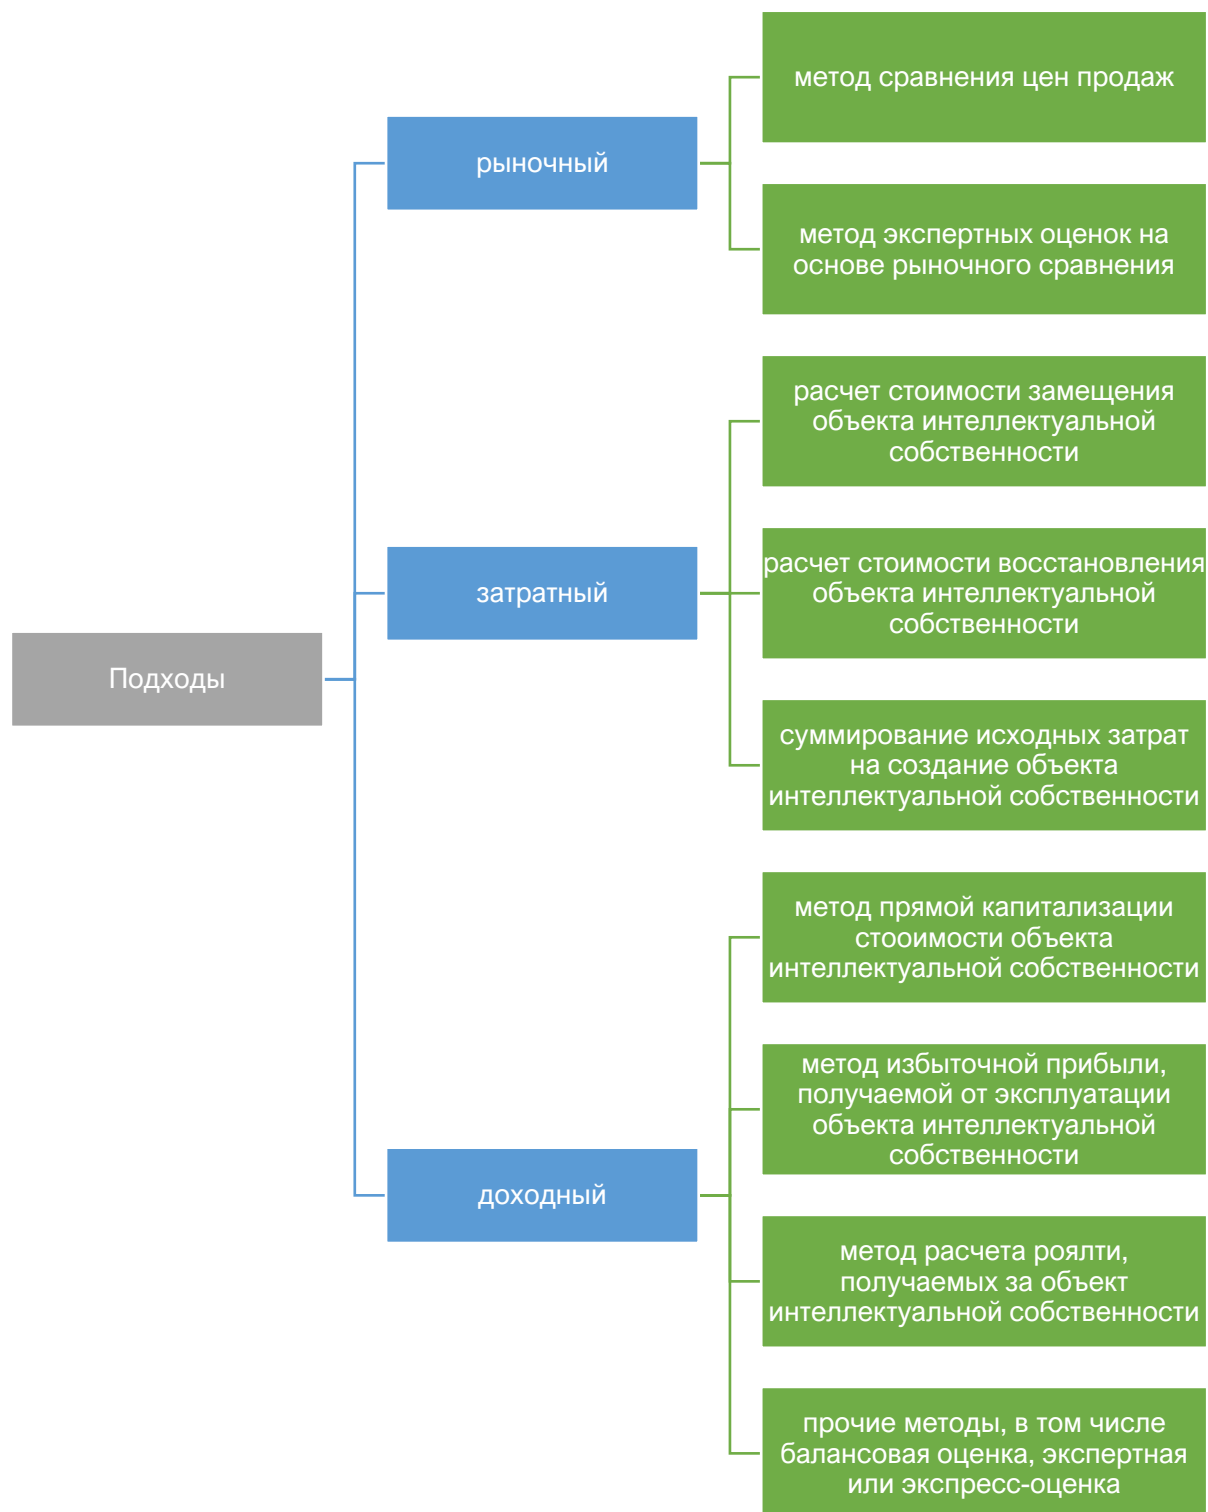 Подходы
рыночный
метод сравнения цен продаж
метод экспертных оценок на
основе рыночного сравнения
затратный
расчет стоимости замещения
объекта интеллектуальной
собственности
расчет стоимости восстановления
объекта интеллектуальной
собственности
суммирование исходных затрат
на создание объекта
интеллектуальной собственности
доходный
метод прямой капитализации
стооимости объекта
интеллектуальной собственности
метод избыточной прибыли,
получаемой от эксплуатации
объекта интеллектуальной
собственности
метод расчета роялти,
получаемых за объект
интеллектуальной собственности
прочие методы, в том числе
балансовая оценка, экспертная
или экспресс-оценка